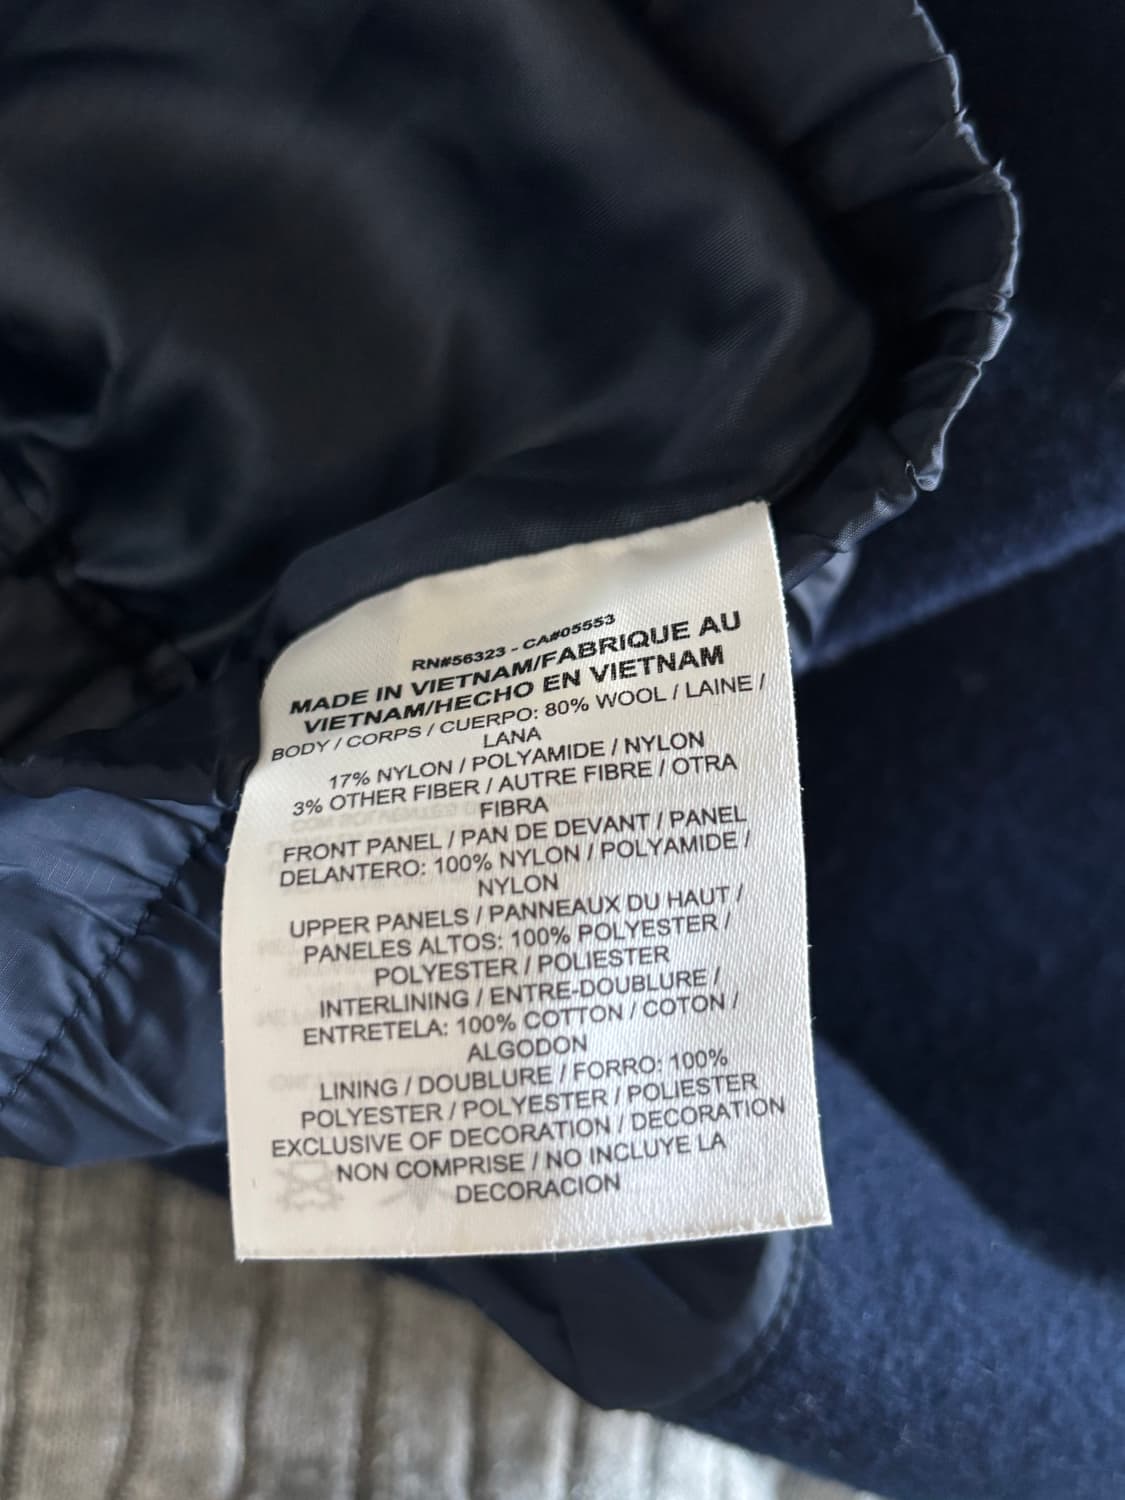 RN#56323 - CA#05553
MADE IN VIETNAM/FABRIQUE AU
VIETNAM/HECHO EN VIETNAM
BODY / CORPS / CUERPO: 80% WOOL / LAINE /
LANA
17% NYLON / POLYAMIDE / NYLON
3% OTHER FIBER / AUTRE FIBRE / OTRA
FIBRA
FRONT PANEL / PAN DE DEVANT / PANEL
DELANTERO: 100% NYLON / POLYAMIDE /
NYLON
UPPER PANELS / PANNEAUX DU HAUT /
PANELES ALTOS: 100% POLYESTER /
POLYESTER / POLIESTER
INTERLINING / ENTRE-DOUBLURE /
ENTRETELA: 100% COTTON / COTON /
ALGODON
LINING / DOUBLURE / FORRO: 100%
POLYESTER / POLYESTER / POLIESTER
EXCLUSIVE OF DECORATION / DECORATION
NON COMPRISE / NO INCLUYE LA
DECORACION